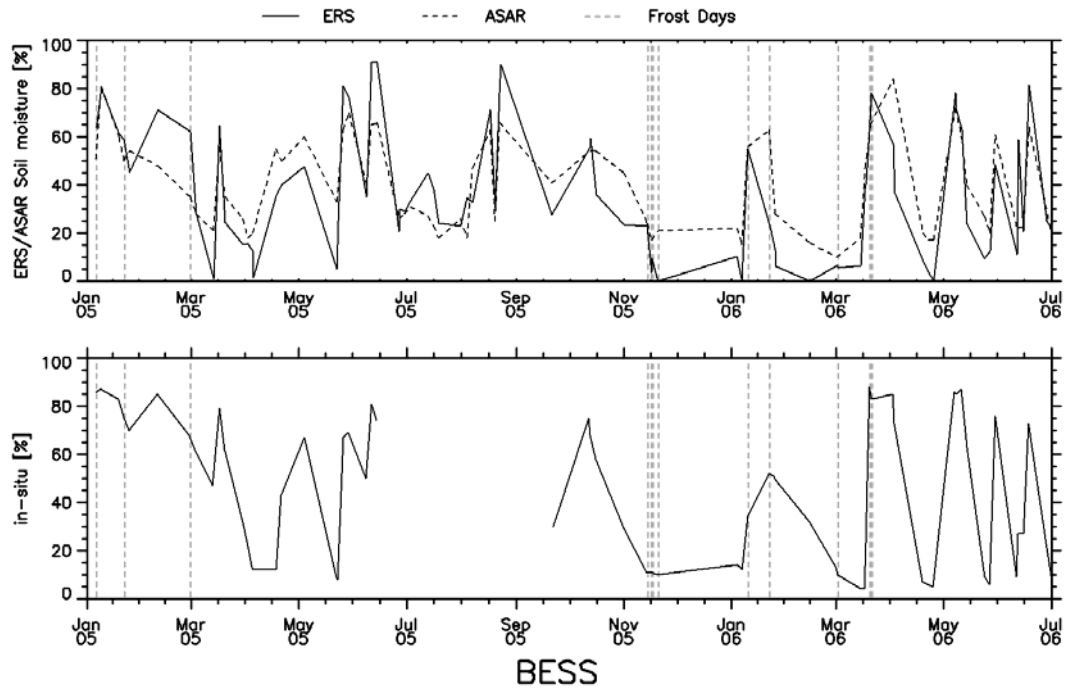 ERS ASAR Frost Days
ERS/ASAR Soil moisture [%]
100
80
60
40
20
0
Jan Mar May Jul Sep Nov Jan Mar May Jul
05 05 05 05 05 05 06 06 06 06
in-situ [%]
100
80
60
40
20
0
Jan Mar May Jul Sep Nov Jan Mar May Jul
05 05 05 05 05 05 06 06 06 06
BESS